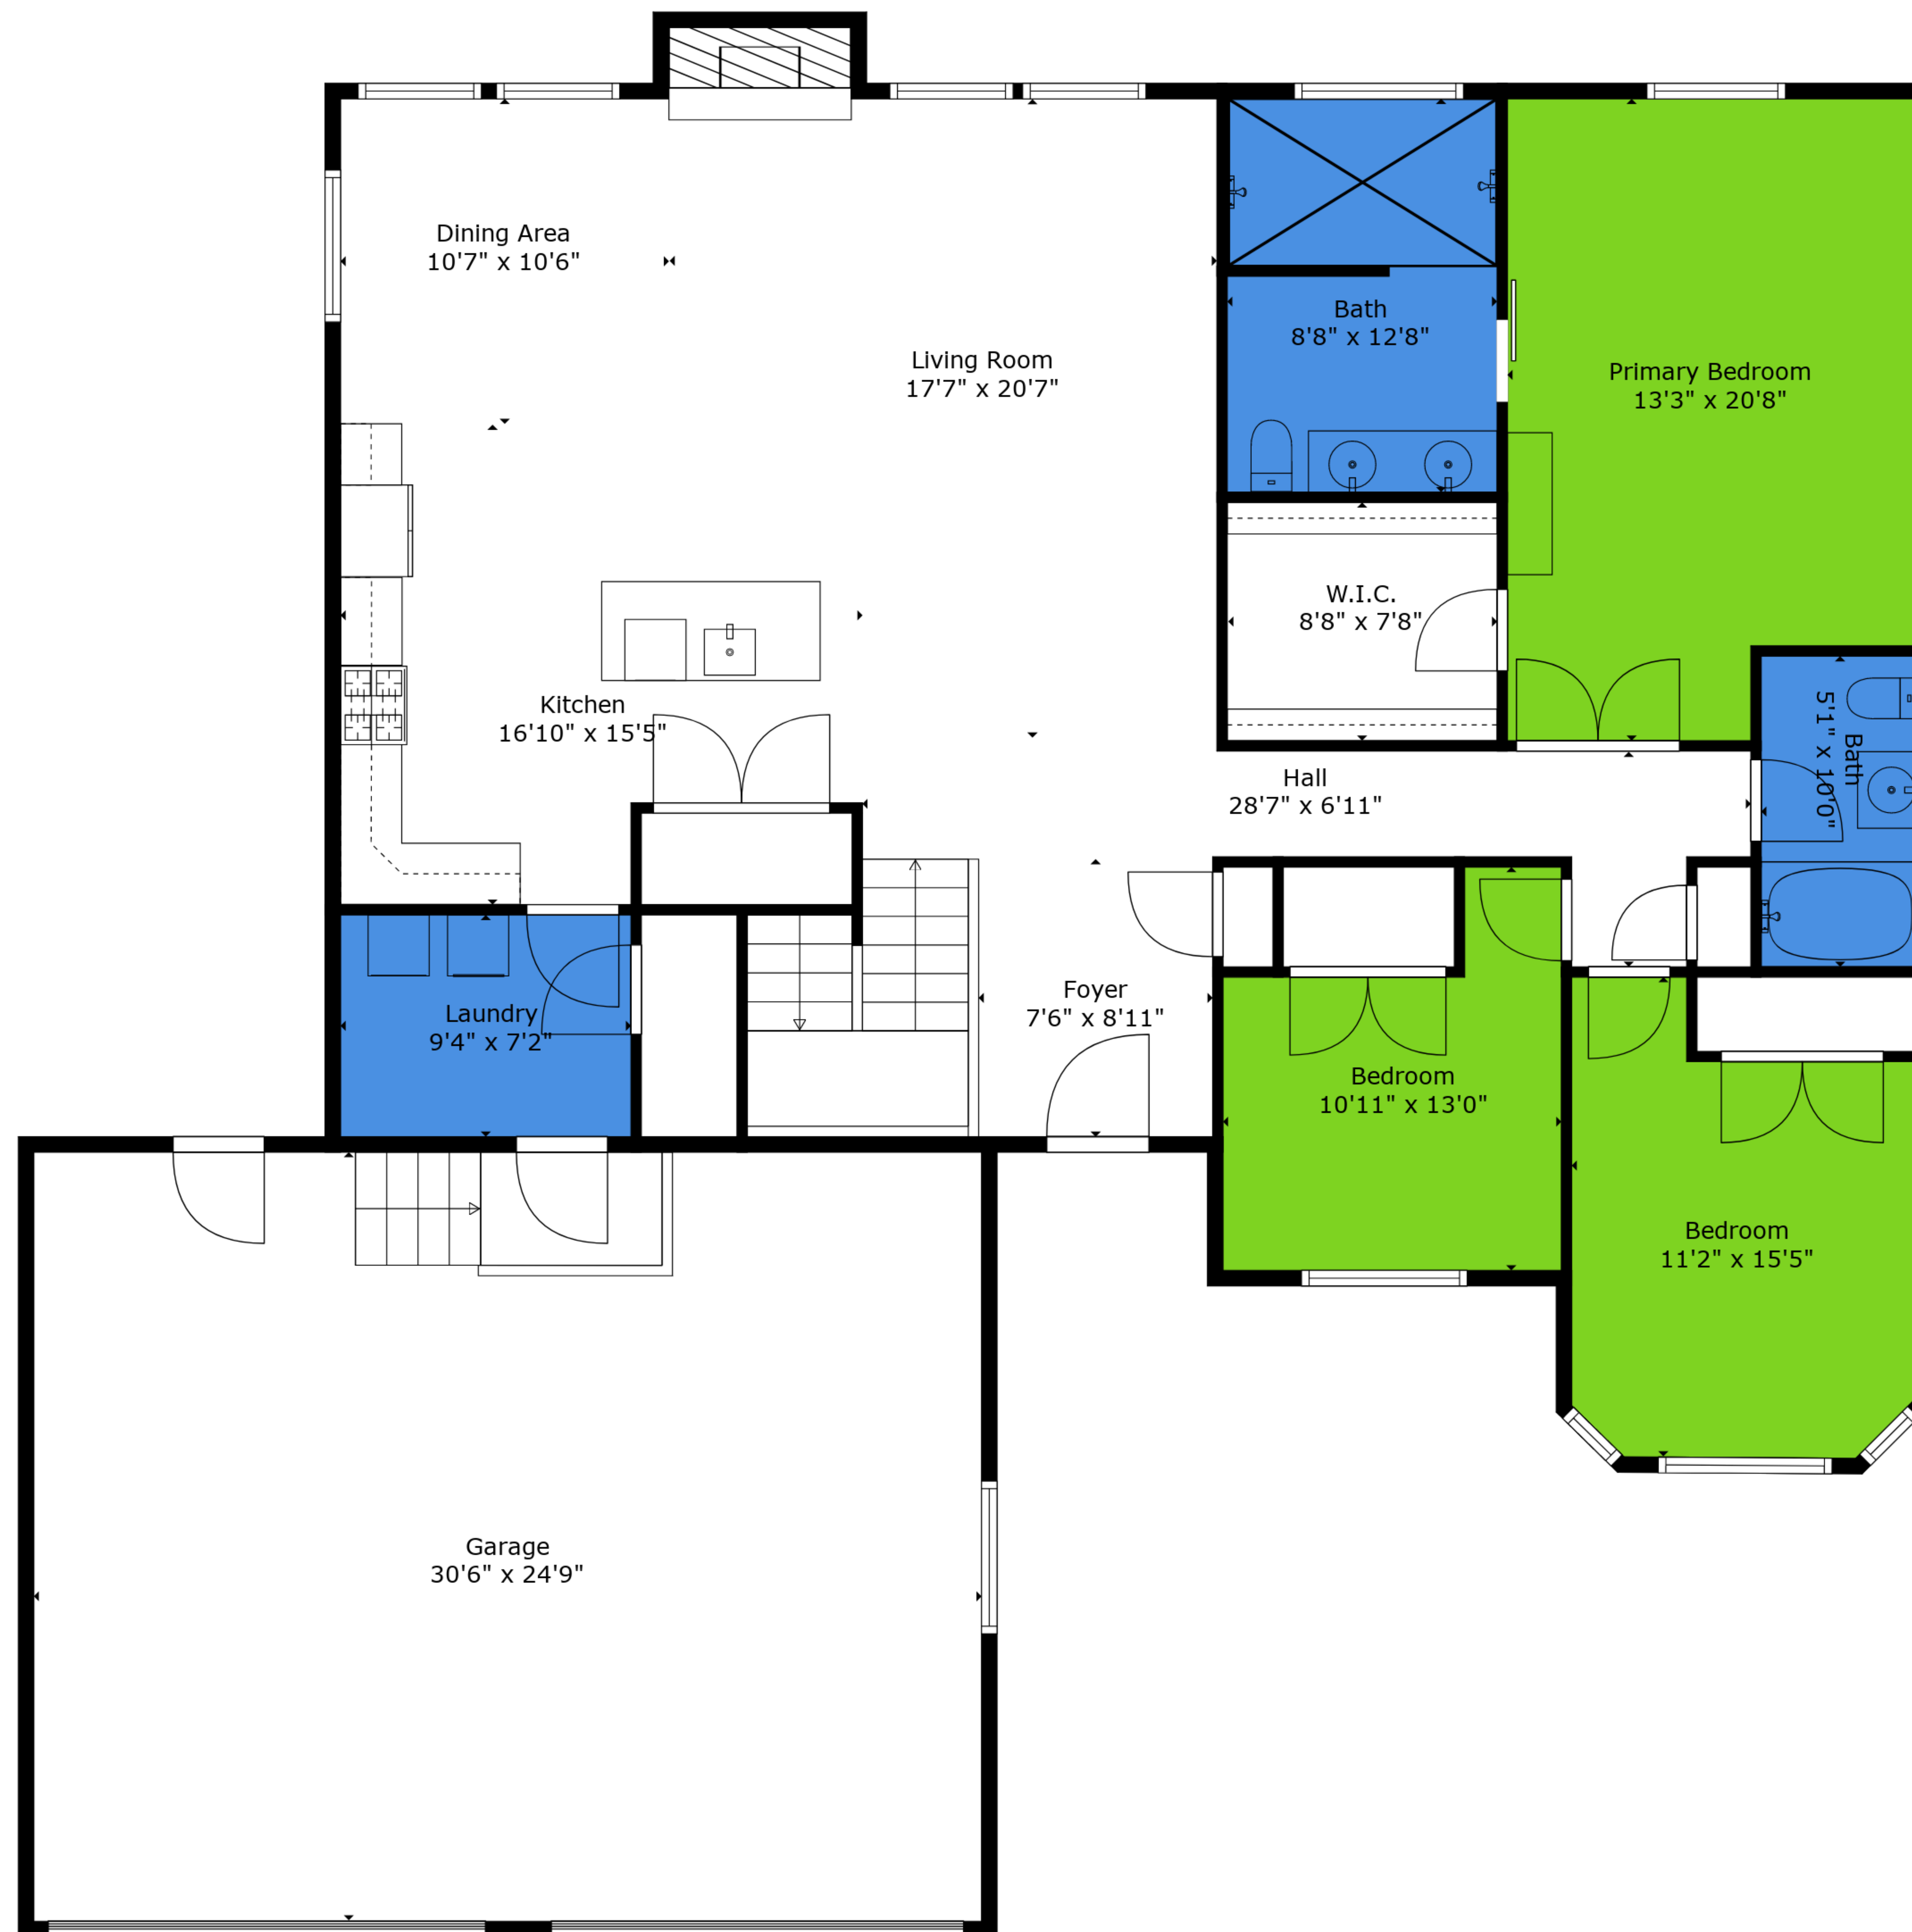 Dining Area
10'7" x 10'6"
Living Room
17'7" x 20'7"
Bath
8'8" x 12'8"
Primary Bedroom
13'3" x 20'8"
W.I.C.
8'8" x 7'8"
Kitchen
16'10" x 15'5"
Hall
28'7" x 6'11"
Bath
5'1" x 10'0"
Laundry
9'4" x 7'2"
Foyer
7'6" x 8'11"
Bedroom
10'11" x 13'0"
Bedroom
11'2" x 15'5"
Garage
30'6" x 24'9"